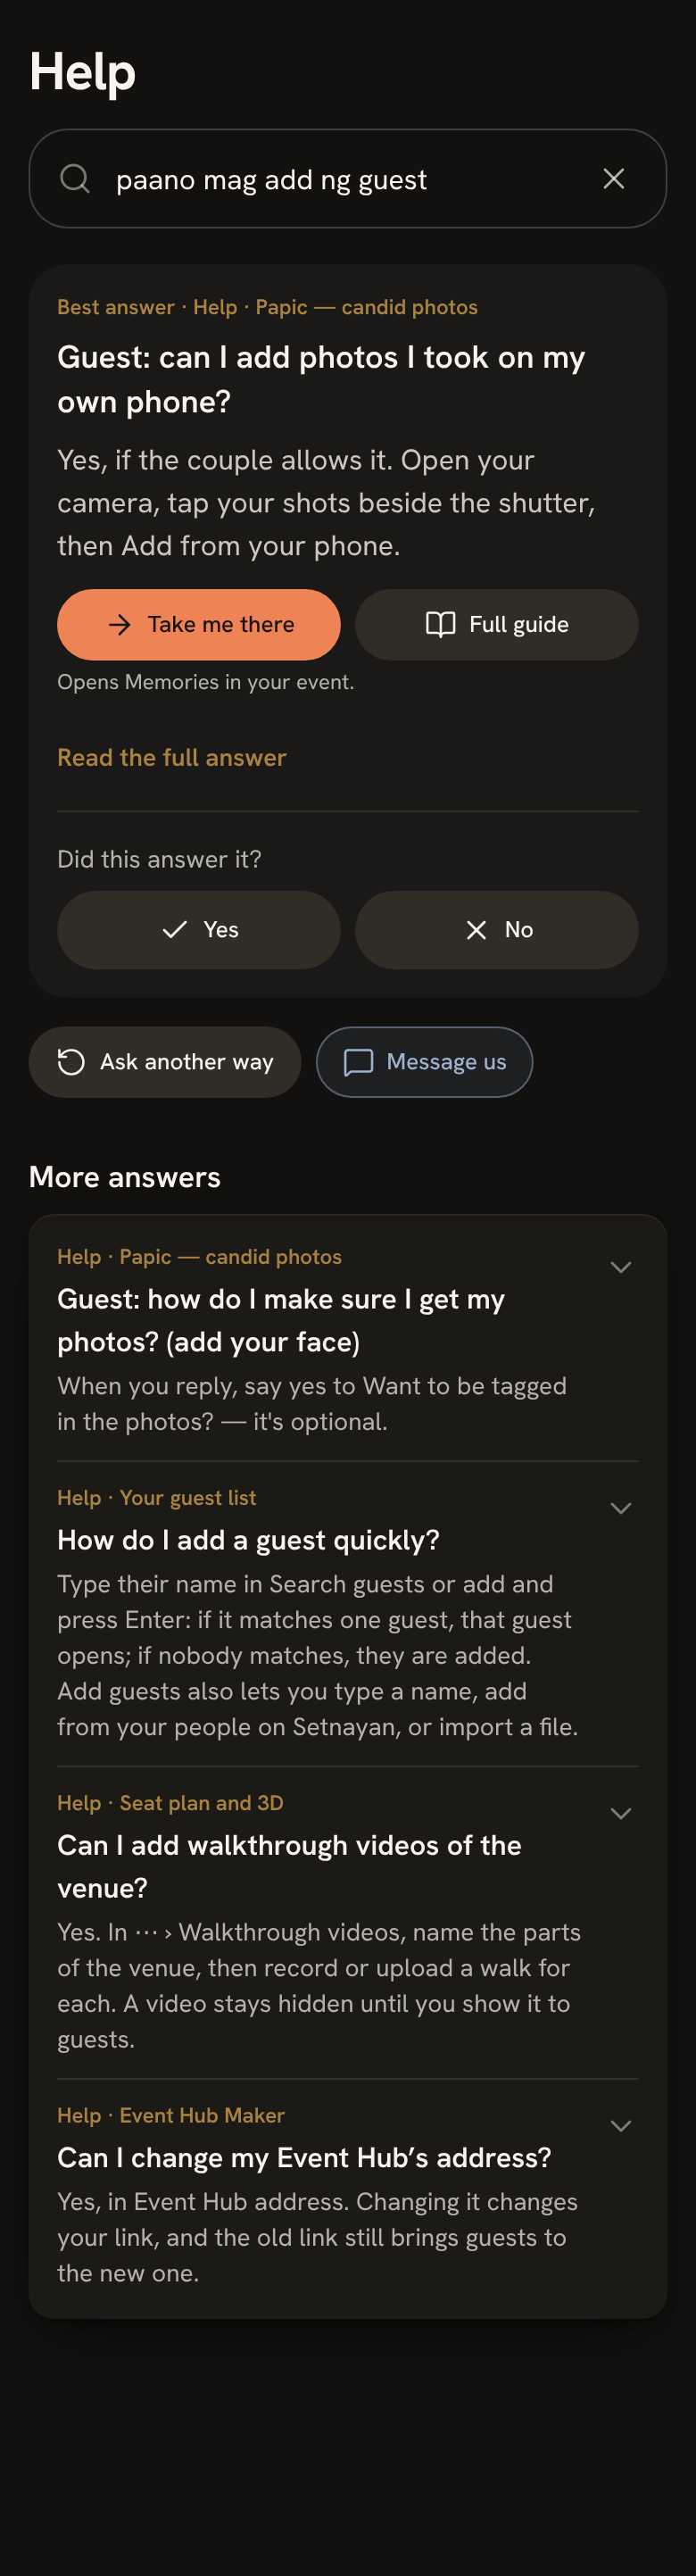 Help
paano mag add ng guest
Best answer · Help · Papic — candid photos
Guest: can I add photos I took on my
own phone?
Yes, if the couple allows it. Open your
camera, tap your shots beside the shutter,
then Add from your phone.
Take me there
Full guide
Opens Memories in your event.
Read the full answer
Did this answer it?
Yes
No
Ask another way
Message us
More answers
Help · Papic — candid photos
Guest: how do I make sure I get my
photos? (add your face)
When you reply, say yes to Want to be tagged
in the photos? — it's optional.
Help · Your guest list
How do I add a guest quickly?
Type their name in Search guests or add and
press Enter: if it matches one guest, that guest
opens; if nobody matches, they are added.
Add guests also lets you type a name, add
from your people on Setnayan, or import a file.
Help · Seat plan and 3D
Can I add walkthrough videos of the
venue?
Yes. In ··· › Walkthrough videos, name the parts
of the venue, then record or upload a walk for
each. A video stays hidden until you show it to
guests.
Help · Event Hub Maker
Can I change my Event Hub’s address?
Yes, in Event Hub address. Changing it changes
your link, and the old link still brings guests to
the new one.